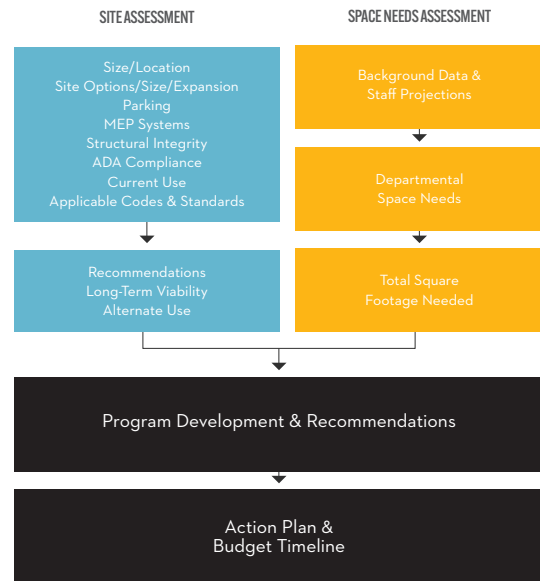 SITE ASSESSMENT
Size/Location
Site Options/Size/Expansion
Parking
MEP Systems
Structural Integrity
ADA Compliance
Current Use
Applicable Codes & Standards
Recommendations
Long-Term Viability
Alternate Use
SPACE NEEDS ASSESSMENT
Background Data &
Staff Projections
Departmental
Space Needs
Total Square
Footage Needed
Program Development & Recommendations
Action Plan &
Budget Timeline